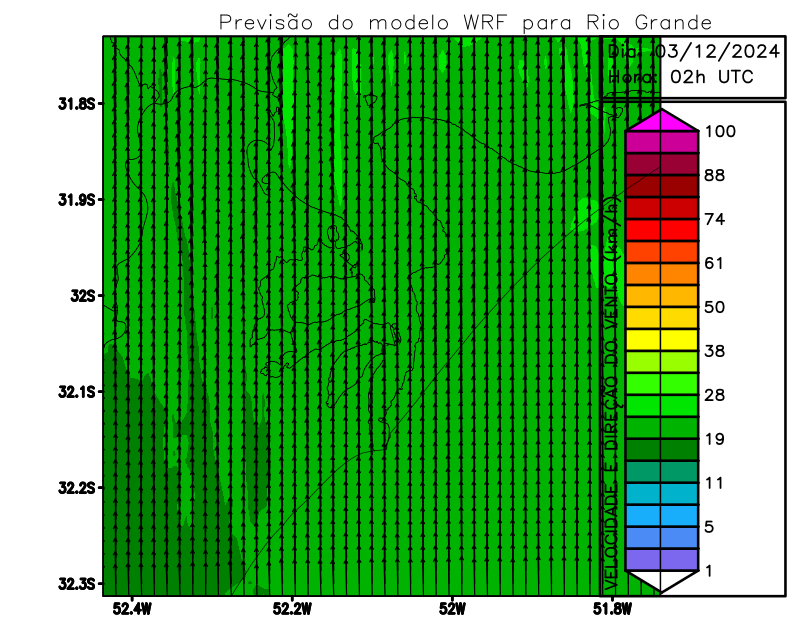 Previsão do modelo WRF para Rio Grande
Dia: 03/12/2024
Hora: 02h UTC
31.8S
31.9S
32S
32.1S
32.2S
32.3S
52.4W
52.2W
52W
51.8W
VELOCIDADE E DIREÇÃO DO VENTO (km/h)
100
88
74
61
50
38
28
19
11
5
1